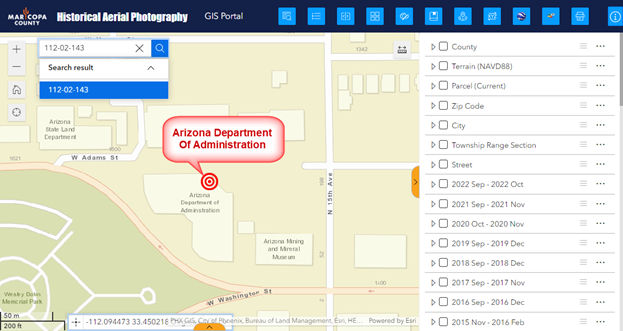 MARICOPA
COUNTY
Historical Aerial Photography
GIS Portal
112-02-143
Search result
112-02-143
1342
Arizona
State Land
Department
1600
1621
W Adams St
Arizona Department
Of Administration
Arizona
Department of
Administration
N 15th Ave
Arizona Mining
and Mineral
Museum
W Washington St
Wesley Bolin
Memorial Park
1×00
50 m
200 ft
-112.094473 33.450218
PHX GIS, City of Phoenix, Bureau of Land Management, Esri, HE...
Powered by Esri
County
Terrain (NAVD88)
Parcel (Current)
Zip Code
City
Township Range Section
Street
2022 Sep - 2022 Oct
2021 Sep - 2021 Nov
2020 Oct - 2020 Nov
2019 Sep - 2019 Dec
2018 Sep - 2018 Dec
2017 Sep - 2017 Nov
2016 Sep - 2016 Dec
2015 Nov - 2016 Feb